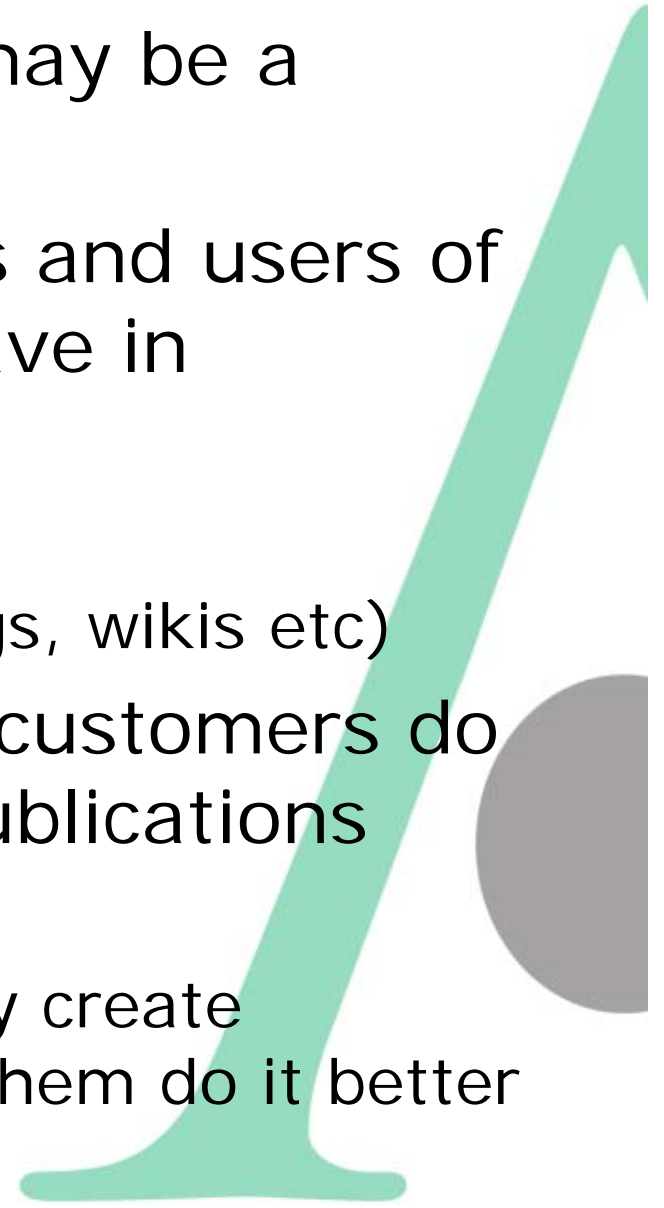 may be a
s and users of
ve in
gs, wikis etc)
customers do
ublications
y create
hem do it better